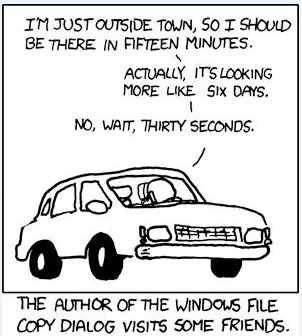 I'M JUST OUTSIDE TOWN, SO I SHOULD
BE THERE IN FIFTEEN MINUTES.
ACTUALLY, IT'S LOOKING
MORE LIKE SIX DAYS.
NO, WAIT, THIRTY SECONDS.
THE AUTHOR OF THE WINDOWS FILE
COPY DIALOG VISITS SOME FRIENDS.